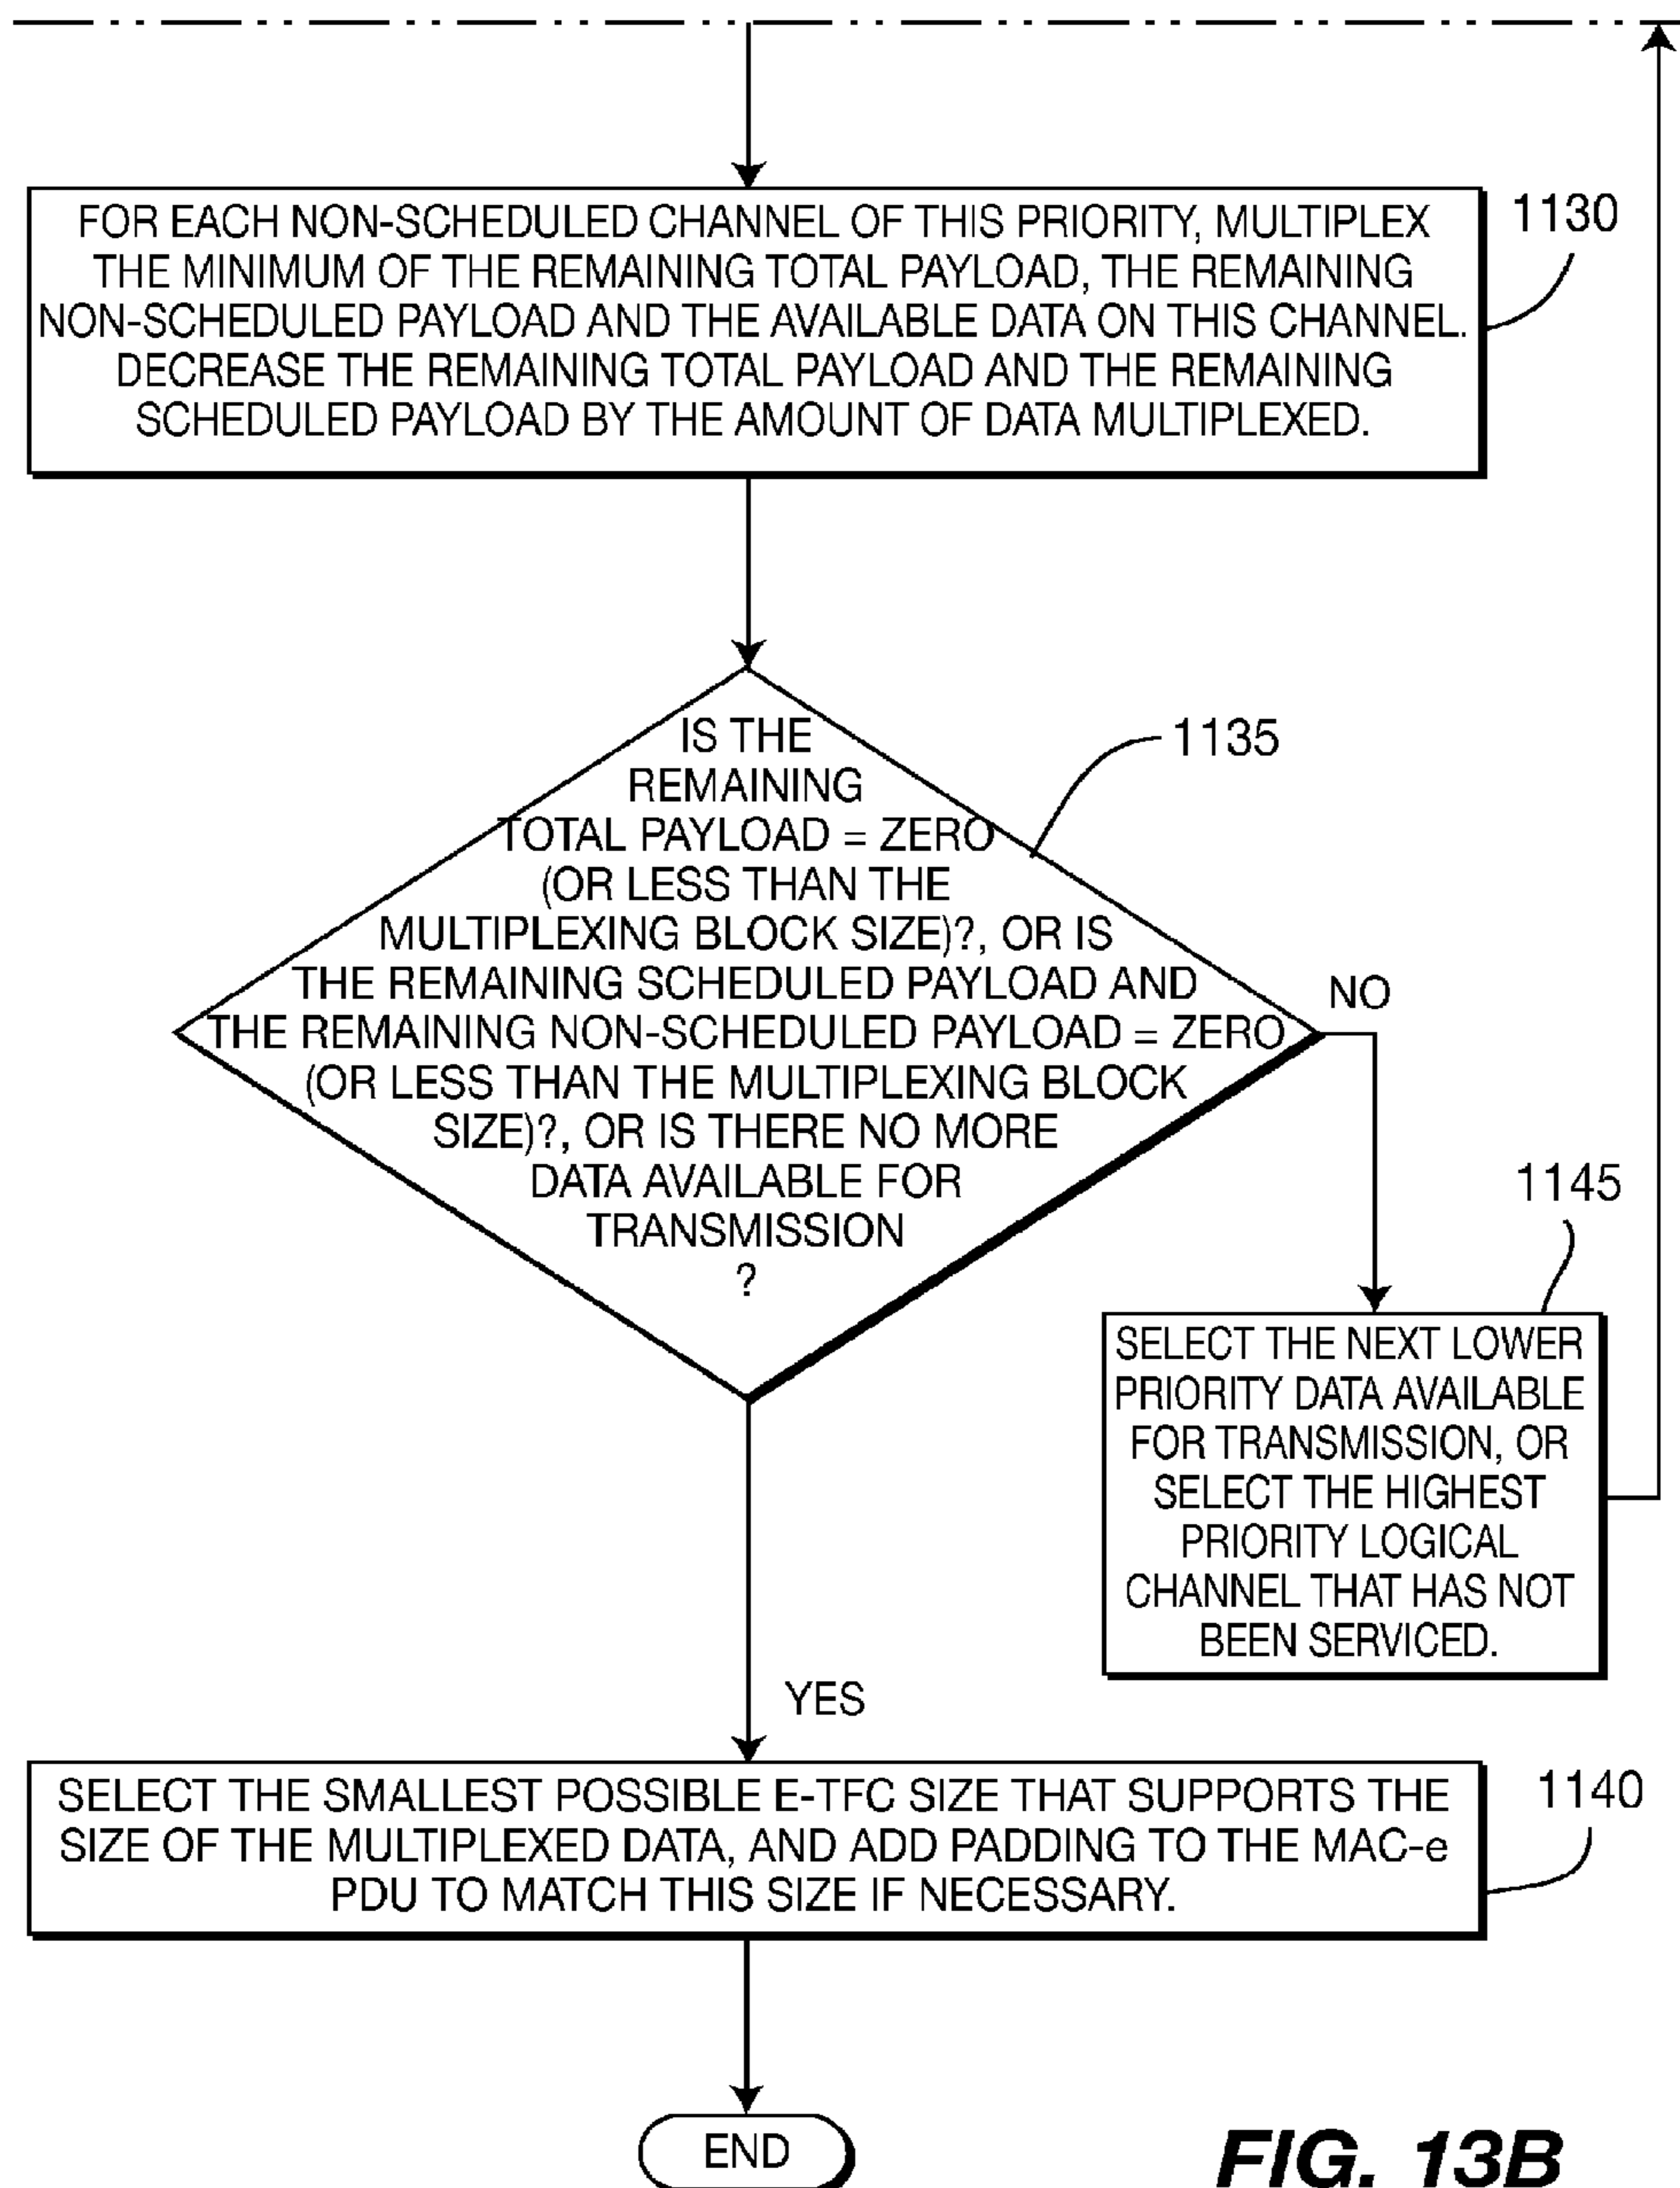 FOR EACH NON-SCHEDULED CHANNEL OF THIS PRIORITY, MULTIPLEX
THE MINIMUM OF THE REMAINING TOTAL PAYLOAD, THE REMAINING
NON-SCHEDULED PAYLOAD AND THE AVAILABLE DATA ON THIS CHANNEL.
DECREASE THE REMAINING TOTAL PAYLOAD AND THE REMAINING
SCHEDULED PAYLOAD BY THE AMOUNT OF DATA MULTIPLEXED.
1130
IS THE
REMAINING
TOTAL PAYLOAD = ZERO
(OR LESS THAN THE
MULTIPLEXING BLOCK SIZE)?, OR IS
THE REMAINING SCHEDULED PAYLOAD AND
THE REMAINING NON-SCHEDULED PAYLOAD = ZERO
(OR LESS THAN THE MULTIPLEXING BLOCK
SIZE)?, OR IS THERE NO MORE
DATA AVAILABLE FOR
TRANSMISSION
?
1135
NO
1145
SELECT THE NEXT LOWER
PRIORITY DATA AVAILABLE
FOR TRANSMISSION, OR
SELECT THE HIGHEST
PRIORITY LOGICAL
CHANNEL THAT HAS NOT
BEEN SERVICED.
YES
SELECT THE SMALLEST POSSIBLE E-TFC SIZE THAT SUPPORTS THE
SIZE OF THE MULTIPLEXED DATA, AND ADD PADDING TO THE MAC-e
PDU TO MATCH THIS SIZE IF NECESSARY.
1140
END
FIG. 13B